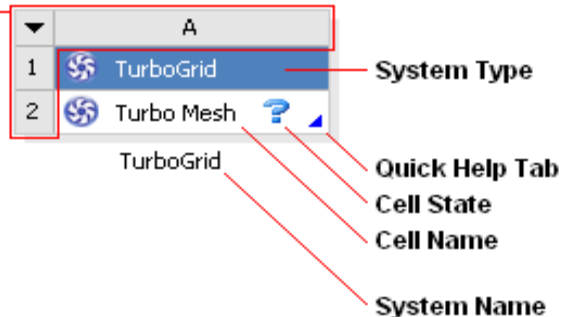 A
1 TurboGrid System Type
2 Turbo Mesh ?
TurboGrid Quick Help Tab
Cell State
Cell Name
System Name